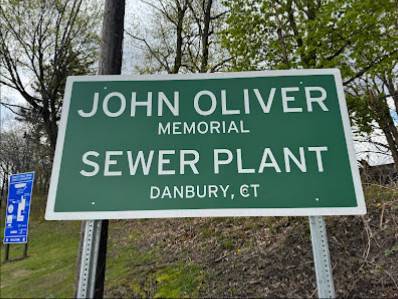 JOHN OLIVER
MEMORIAL
SEWER PLANT
DANBURY, CT